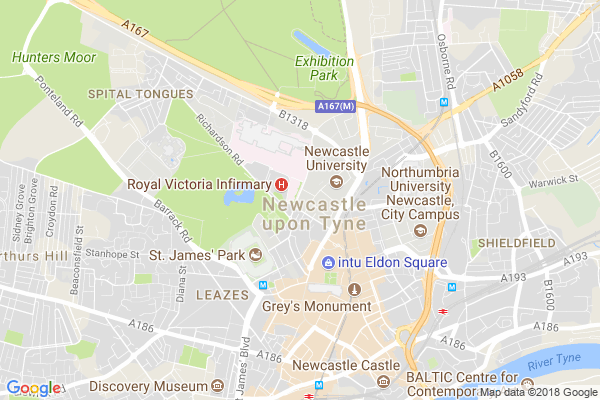 A167
Hunters Moor
Exhibition
Park
Osborne Rd
A1058
Ponteland Rd
SPITAL TONGUES
A167(M)
B1318
Sandyford Rd
Richardson Rd
B1600
Newcastle
University
Northumbria
University
Newcastle,
City Campus
Warwick St
Royal Victoria Infirmary
H
Newcastle
upon Tyne
Sidney Grove
Brighton Grove
Croydon Rd
Barrack Rd
SHIELDFIELD
Stanhope St
St. James' Park
intu Eldon Square
arthurs Hill
Beaconsfield St
Diana St
A193
A193
B1600
LEAZES
Grey's Monument
A186
A186
A186
A186
St James' Blvd
Newcastle Castle
River Tyne
Discovery Museum
BALTIC Centre for
Contempor
Google
Map data ©2018 Google